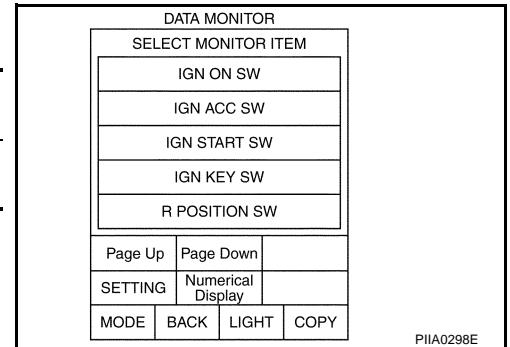 DATA MONITOR
SELECT MONITOR ITEM
IGN ON SW
IGN ACC SW
IGN START SW
IGN KEY SW
R POSITION SW
Page Up Page Down
SETTING Numerical
Display
MODE BACK LIGHT COPY
PIIA0298E